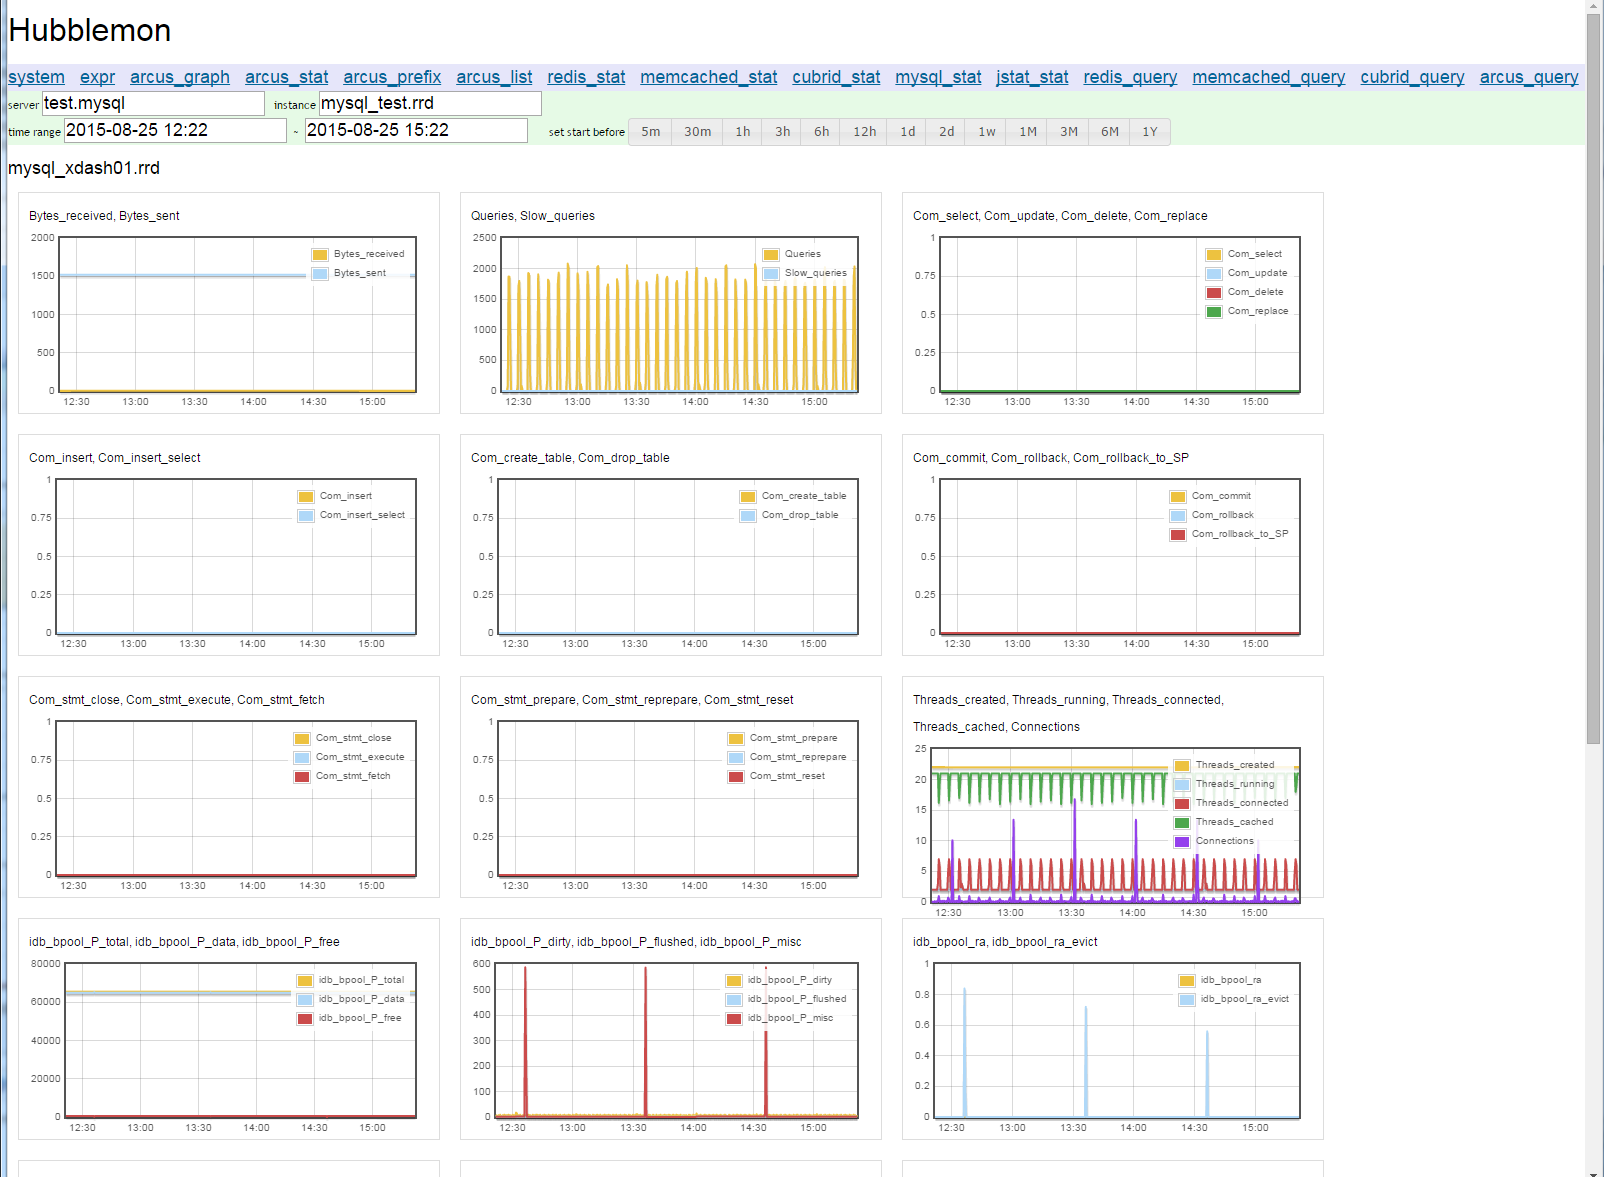 Hubblemon
system expr arcus_graph arcus_stat arcus_prefix arcus_list redis_stat memcached_stat cubrid_stat mysql_stat jstat_stat redis_query memcached_query cubrid_query arcus_query
server test.mysql instance mysql_test.rrd
time range 2015-08-25 12:22 ~ 2015-08-25 15:22 set start before 5m 30m 1h 3h 6h 12h 1d 2d 1w 1M 3M 6M 1Y
mysql_xdash01.rrd
Bytes_received, Bytes_sent
2000
1500
1000
500
0
12:30 13:00 13:30 14:00 14:30 15:00
Bytes_received
Bytes_sent
Queries, Slow_queries
2500
2000
1500
1000
500
0
12:30 13:00 13:30 14:00 14:30 15:00
Queries
Slow_queries
Com_select, Com_update, Com_delete, Com_replace
1
0.75
0.5
0.25
0
12:30 13:00 13:30 14:00 14:30 15:00
Com_select
Com_update
Com_delete
Com_replace
Com_insert, Com_insert_select
1
0.75
0.5
0.25
0
12:30 13:00 13:30 14:00 14:30 15:00
Com_insert
Com_insert_select
Com_create_table, Com_drop_table
1
0.75
0.5
0.25
0
12:30 13:00 13:30 14:00 14:30 15:00
Com_create_table
Com_drop_table
Com_commit, Com_rollback, Com_rollback_to_SP
1
0.75
0.5
0.25
0
12:30 13:00 13:30 14:00 14:30 15:00
Com_commit
Com_rollback
Com_rollback_to_SP
Com_stmt_close, Com_stmt_execute, Com_stmt_fetch
1
0.75
0.5
0.25
0
12:30 13:00 13:30 14:00 14:30 15:00
Com_stmt_close
Com_stmt_execute
Com_stmt_fetch
Com_stmt_prepare, Com_stmt_reprepare, Com_stmt_reset
1
0.75
0.5
0.25
0
12:30 13:00 13:30 14:00 14:30 15:00
Com_stmt_prepare
Com_stmt_reprepare
Com_stmt_reset
Threads_created, Threads_running, Threads_connected,
Threads_cached, Connections
25
20
15
10
5
0
12:30 13:00 13:30 14:00 14:30 15:00
Threads_created
Threads_running
Threads_connected
Threads_cached
Connections
idb_bpool_P_total, idb_bpool_P_data, idb_bpool_P_free
80000
60000
40000
20000
0
12:30 13:00 13:30 14:00 14:30 15:00
idb_bpool_P_total
idb_bpool_P_data
idb_bpool_P_free
idb_bpool_P_dirty, idb_bpool_P_flushed, idb_bpool_P_misc
600
500
400
300
200
100
0
12:30 13:00 13:30 14:00 14:30 15:00
idb_bpool_P_dirty
idb_bpool_P_flushed
idb_bpool_P_misc
idb_bpool_ra, idb_bpool_ra_evict
1
0.8
0.6
0.4
0.2
0
12:30 13:00 13:30 14:00 14:30 15:00
idb_bpool_ra
idb_bpool_ra_evict